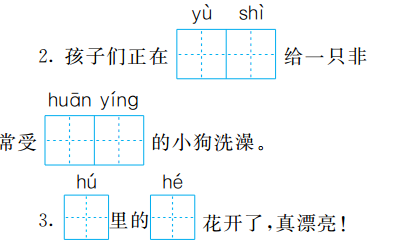 yù shì
2. 孩子们正在 给一只非
huān yíng
常受 的小狗洗澡。
hú hé
3. 里的 花开了,真漂亮!